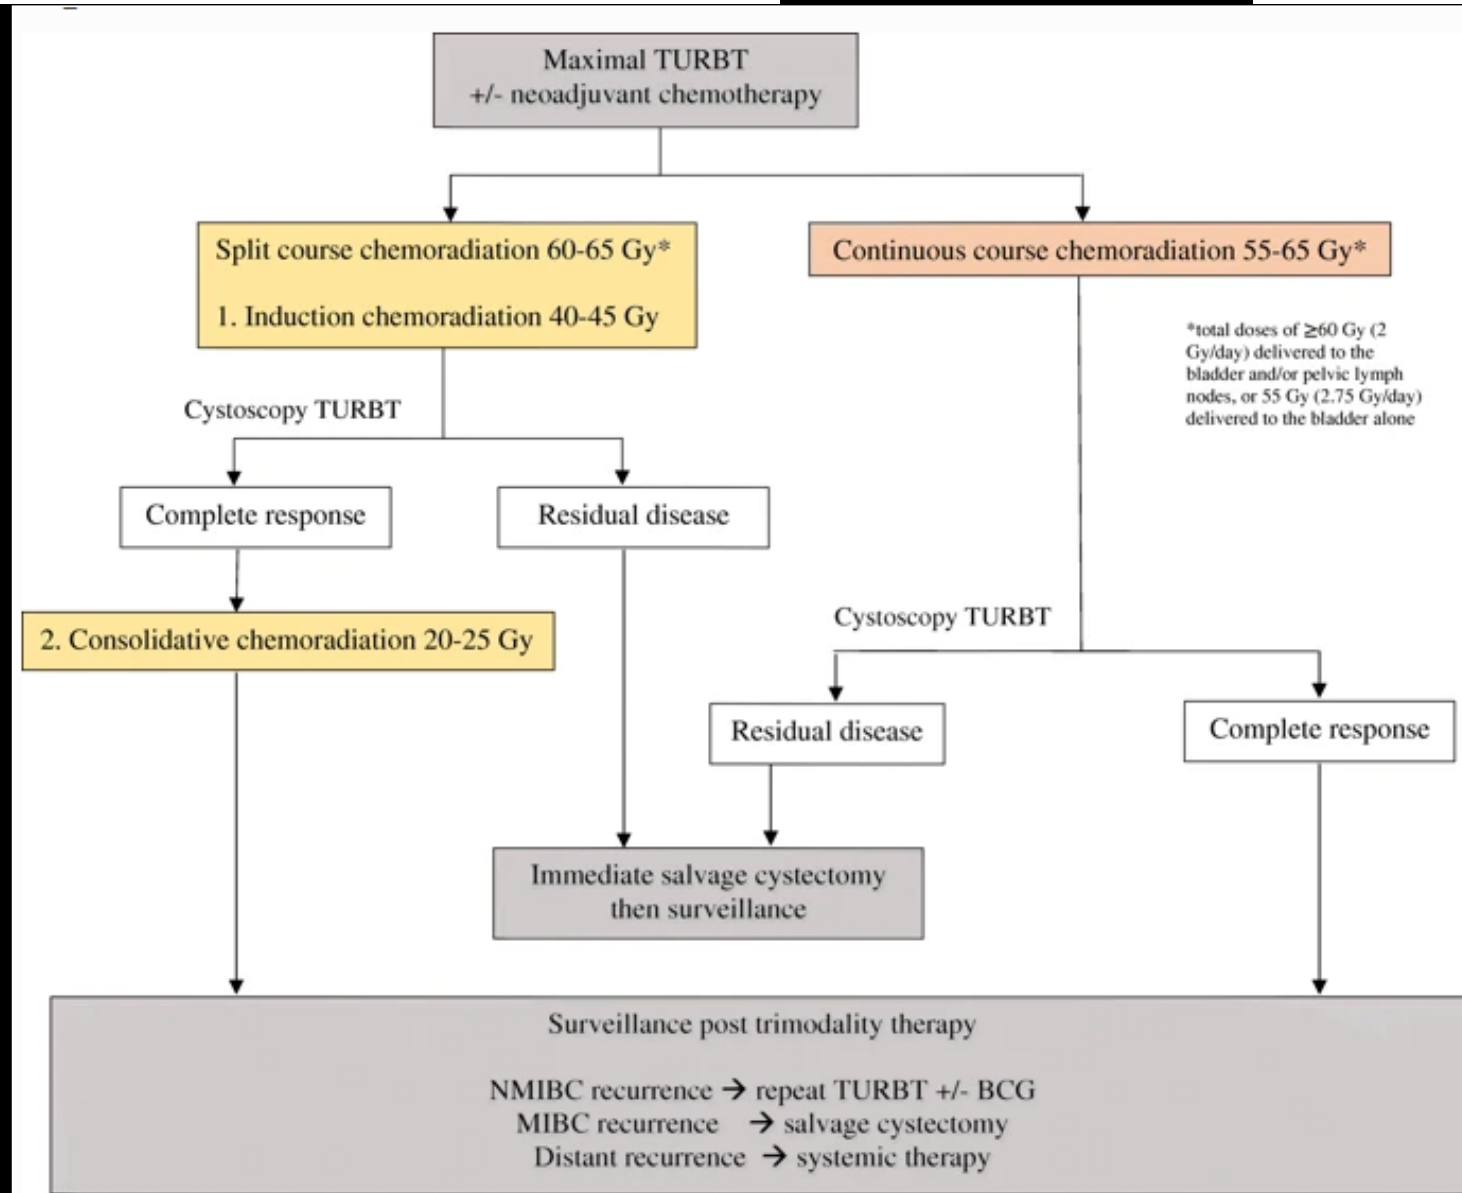 Maximal TURBT
+/- neoadjuvant chemotherapy
Split course chemoradiation 60-65 Gy*
1. Induction chemoradiation 40-45 Gy
Continuous course chemoradiation 55-65 Gy*
*total doses of ≥60 Gy (2
Gy/day) delivered to the
bladder and/or pelvic lymph
nodes, or 55 Gy (2.75 Gy/day)
delivered to the bladder alone
Cystoscopy TURBT
Complete response
Residual disease
2. Consolidative chemoradiation 20-25 Gy
Cystoscopy TURBT
Residual disease
Complete response
Immediate salvage cystectomy
then surveillance
Surveillance post trimodality therapy
NMIBC recurrence → repeat TURBT +/- BCG
MIBC recurrence → salvage cystectomy
Distant recurrence → systemic therapy